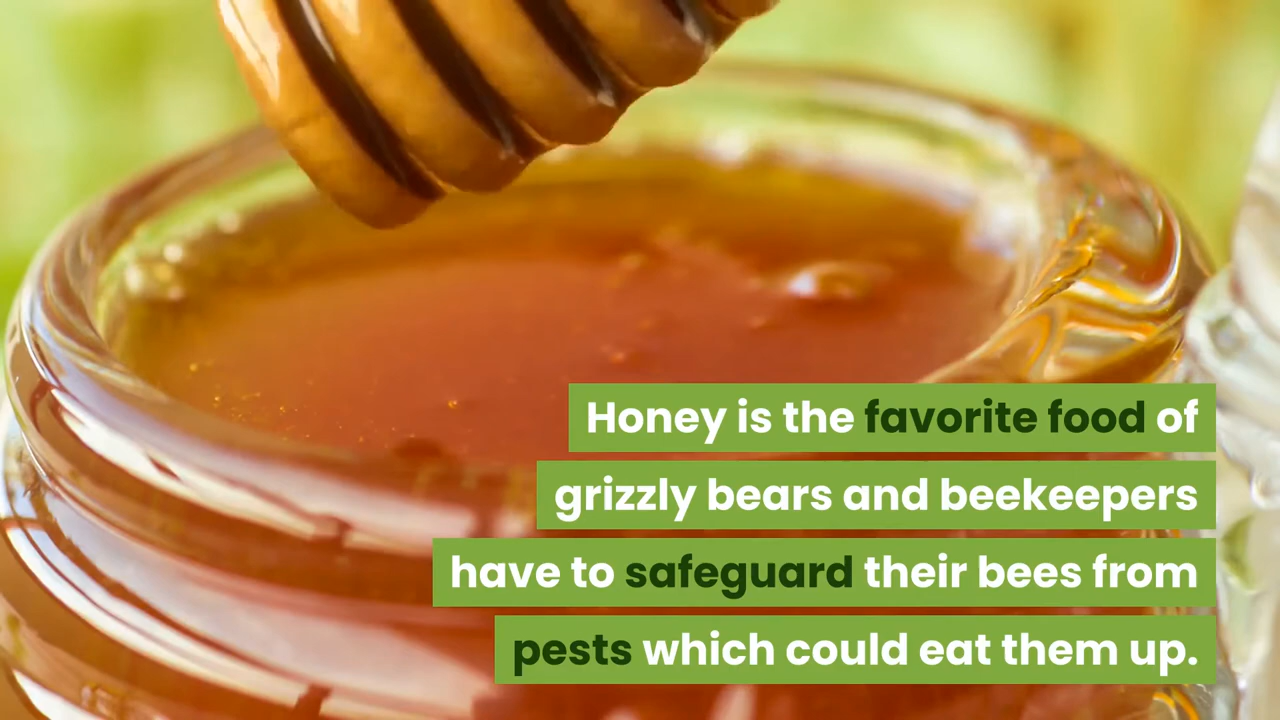 Honey is the favorite food of
grizzly bears and beekeepers
have to safeguard their bees from
pests which could eat them up.